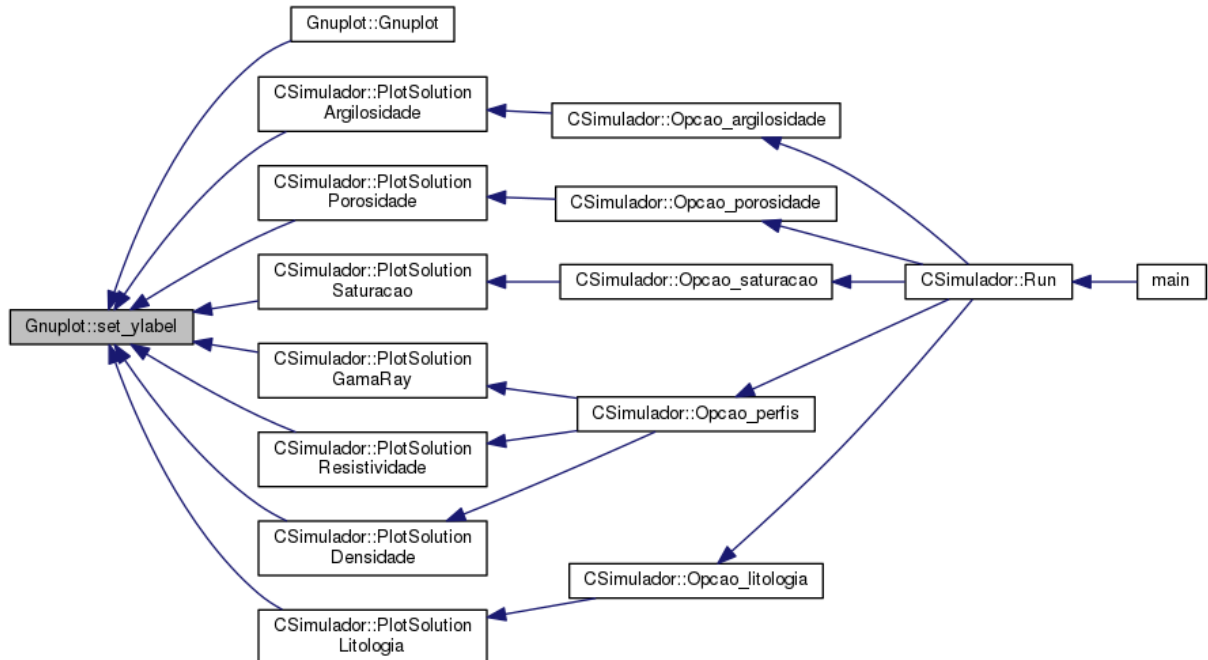 Gnuplot::Gnuplot
CSimulador::PlotSolution
Argilosidade
CSimulador::Opcao_argilosidade
CSimulador::PlotSolution
Porosidade
CSimulador::Opcao_porosidade
CSimulador::PlotSolution
Saturacao
CSimulador::Opcao_saturacao
CSimulador::Run
main
Gnuplot::set_ylabel
CSimulador::PlotSolution
GamaRay
CSimulador::Opcao_perfis
CSimulador::PlotSolution
Resistividade
CSimulador::PlotSolution
Densidade
CSimulador::Opcao_litologia
CSimulador::PlotSolution
Litologia